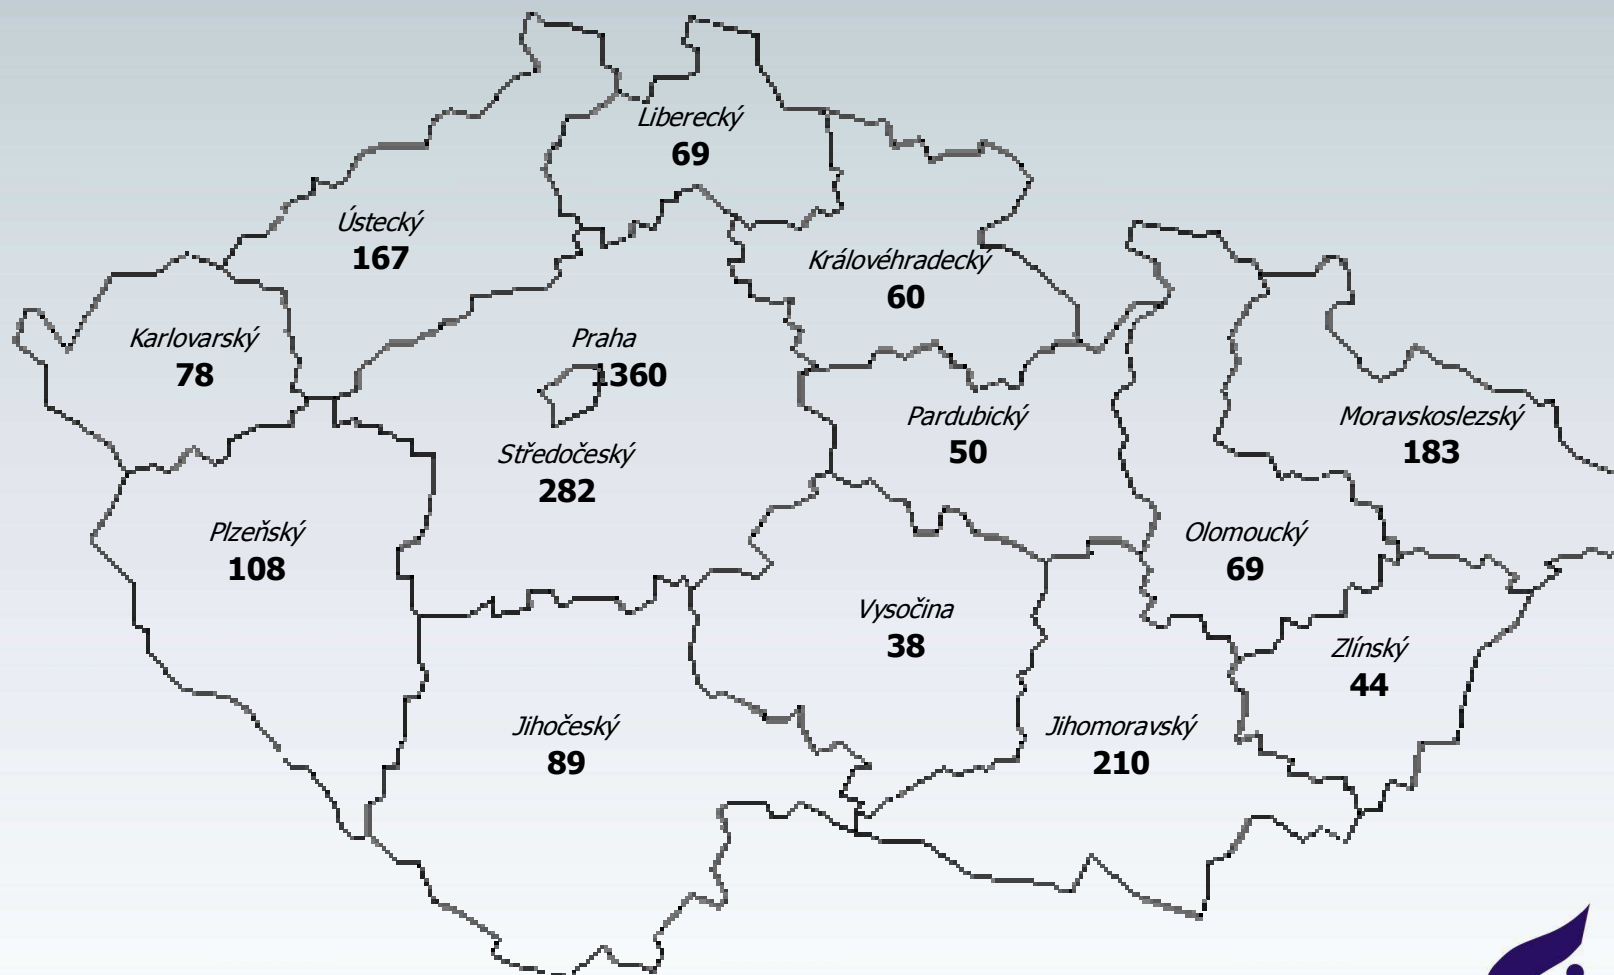 Liberecký
69
Ústecký
167
Královéhradecký
60
Karlovarský
78
Praha
1360
Pardubický
50
Moravskoslezský
183
Středočeský
282
Plzeňský
108
Olomoucký
69
Vysočina
38
Zlínský
44
Jihočeský
89
Jihomoravský
210